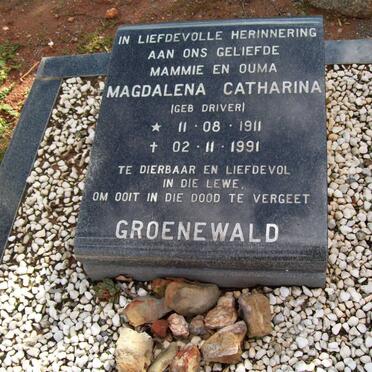 IN LIEFDEVOLLE HERINNERING
AAN ONS GELIEFDE
MAMMIE EN OUMA
MAGDALENA CATHARINA
(GEB DRIVER)
★ 11 · 08 · 1911
✝ 02 · 11 · 1991
TE DIERBAAR EN LIEFDEVOL
IN DIE LEWE,
OM OOIT IN DIE DOOD TE VERGEET
GROENEWALD